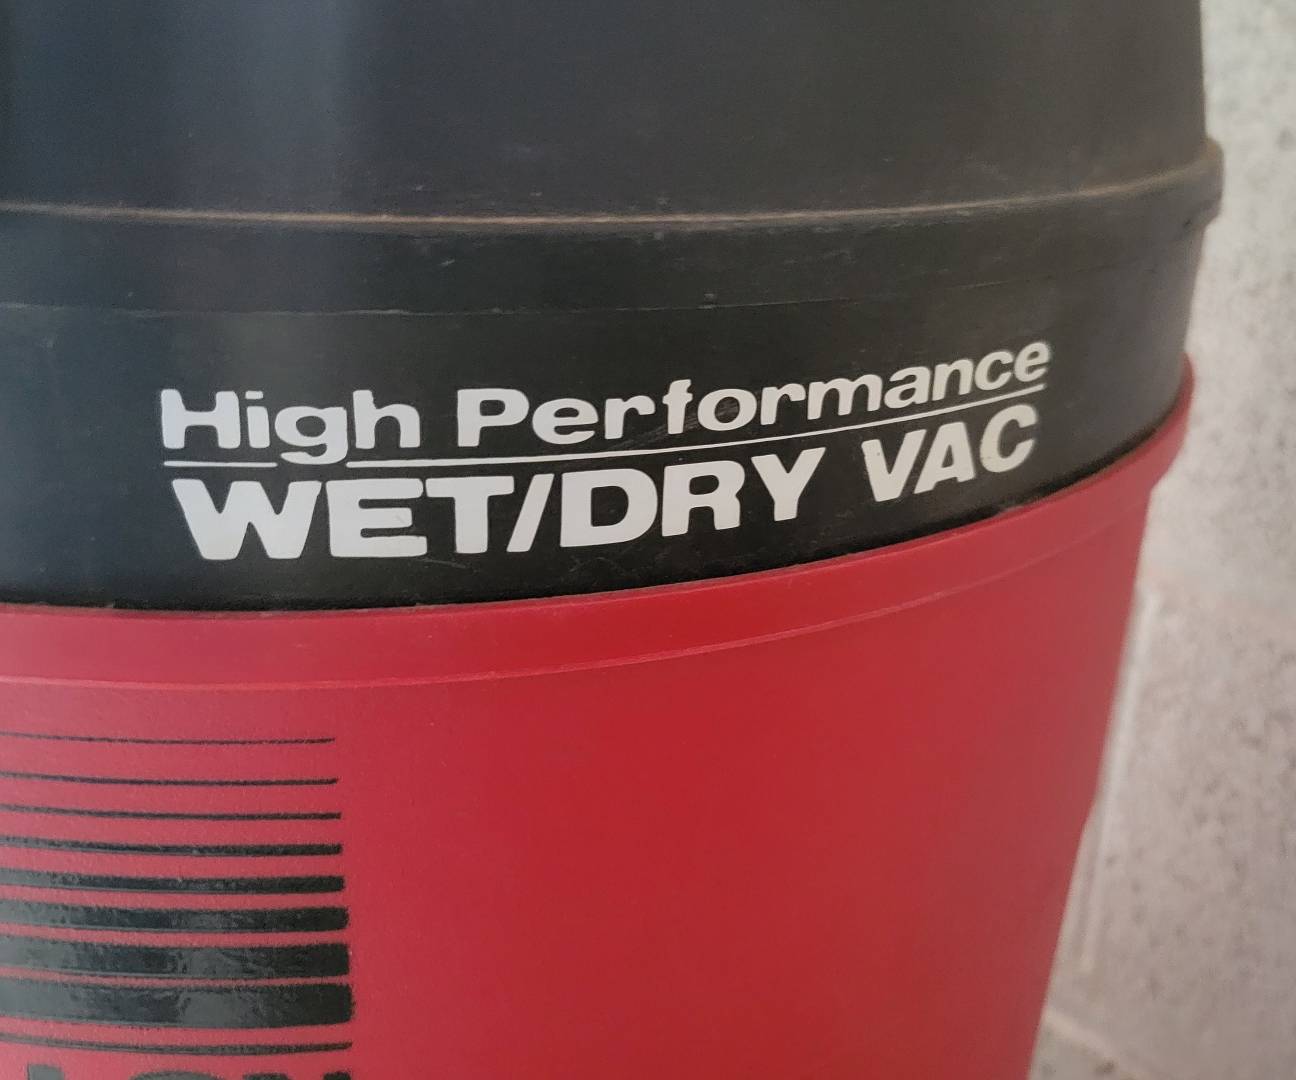 High Performance
WET/DRY VAC